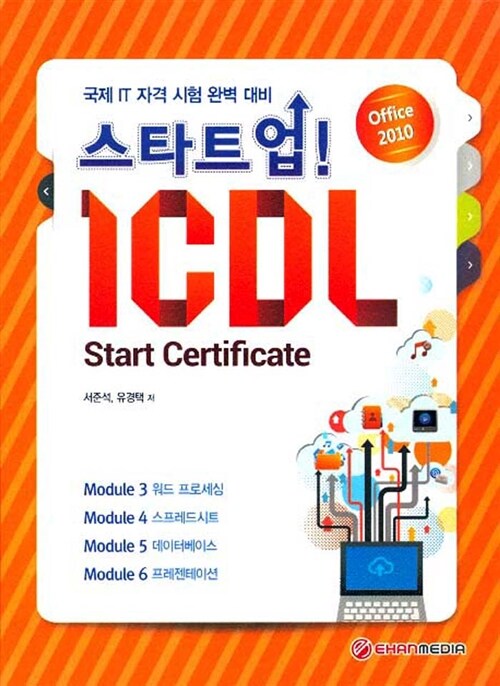 국제 IT 자격 시험 완벽 대비
스타트업!
Office
2010
ICDL
Start Certificate
서준석, 유경택 저
Module 3 워드 프로세싱
Module 4 스프레드시트
Module 5 데이터베이스
Module 6 프레젠테이션
EHANMEDIA